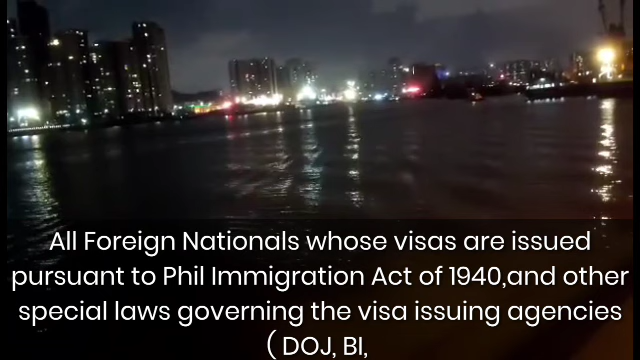 All Foreign Nationals whose visas are issued
pursuant to Phil Immigration Act of 1940,and other
special laws governing the visa issuing agencies
( DOJ, BI,